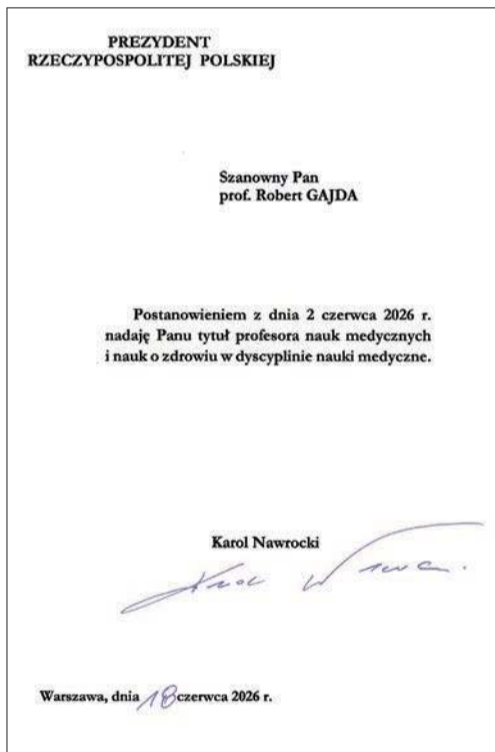 PREZYDENT
RZECZYPOSPOLITEJ POLSKIEJ
Szanowny Pan
prof. Robert GAJDA
Postanowieniem z dnia 2 czerwca 2026 r.
nadaję Panu tytuł profesora nauk medycznych
i nauk o zdrowiu w dyscyplinie nauki medyczne.
Karol Nawrocki
Warszawa, dnia 18 czerwca 2026 r.